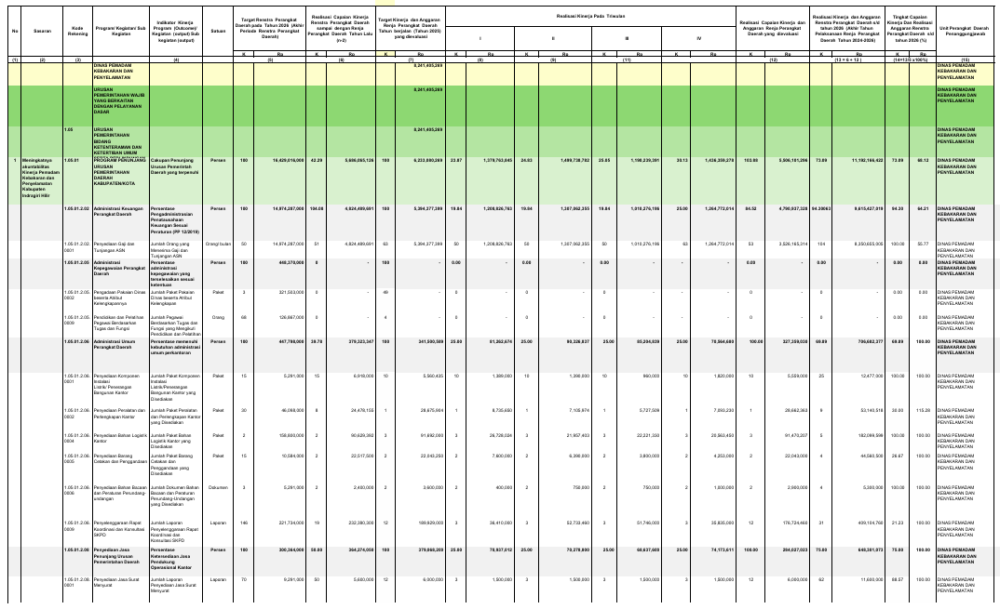 No
Sasaran
Kode Rekening
Program/ Kegiatan/ Sub Kegiatan
Indikator Kinerja Program (Outcome)/ Kegiatan (output)/Sub kegiatan (output)
Satuan
Target Renstra Perangkat Daerah pada Tahun 2026 (Akhir Periode Renstra Perangkat Daerah)
Realisasi Capaian Kinerja Renstra Perangkat Daerah sampai dengan Renja Perangkat Daerah Tahun Lalu (n-2)
Target Kinerja dan Anggaran Renja Perangkat Daerah Tahun berjalan (Tahun 2025) yang dievaluasi
Realisasi Kinerja Pada Triwulan
I II III IV
Realisasi Capaian Kinerja dan Anggaran Renja Perangkat Daerah yang dievaluasi
Realisasi Kinerja dan Anggaran Renstra Perangkat Daerah s/d tahun 2026 (Akhir Tahun Pelaksanaan Renja Perangkat Daerah Tahun 2024-2026)
Tingkat Capaian Kinerja Dan Realisasi Anggaran Renstra Perangkat Daerah s/d tahun 2026 (%)
Unit Perangkat Daerah Penanggungjawab
K Rp K Rp K Rp K Rp K Rp K Rp K Rp K Rp K Rp K Rp
(1) (2) (3) (4) (5) (6) (7) (8) (9) (11) (12) (13 = 6 + 12 ) (14=13/5 x100%) (15)
DINAS PEMADAM KEBAKARAN DAN PENYELAMATAN 8,241,405,269 DINAS PEMADAM KEBAKARAN DAN PENYELAMATAN
URUSAN PEMERINTAHAN WAJIB YANG BERKAITAN DENGAN PELAYANAN DASAR 8,241,405,269 DINAS PEMADAM KEBAKARAN DAN PENYELAMATAN
1.05 URUSAN PEMERINTAHAN BIDANG KETENTERAMAN DAN KETERTIBAN UMUM 8,241,405,269 DINAS PEMADAM KEBAKARAN DAN PENYELAMATAN
1 Meningkatnya akuntabilitas Kinerja Pemadam Kebakaran dan Penyelamatan Kabupaten Indragiri Hilir 1.05.01 PROGRAM PENUNJANG URUSAN PEMERINTAHAN DAERAH KABUPATEN/KOTA Cakupan Penunjang Urusan Pemerintah Daerah yang terpenuhi Persen 100 16,429,016,000 42.29 5,686,065,136 100 6,233,000,269 23.87 1,379,763,845 24.83 1,499,738,782 25.05 1,190,239,391 30.13 1,436,359,278 103.88 5,506,101,296 73.09 11,192,166,422 73.09 68.12 DINAS PEMADAM KEBAKARAN DAN PENYELAMATAN
1.05.01.2.02 Administrasi Keuangan Perangkat Daerah Persentase Pengadministrasian Penatausahaan Keuangan Sesuai Peraturan (PP 12/2019) Persen 100 14,974,287,000 104.08 4,824,489,691 100 5,394,377,399 19.84 1,208,826,763 19.84 1,307,062,355 19.84 1,010,276,196 25.00 1,264,772,014 84.52 4,790,937,328 94.30063 9,615,427,019 94.30 64.21 DINAS PEMADAM KEBAKARAN DAN PENYELAMATAN
1.05.01.2.02.0001 Penyediaan Gaji dan Tunjangan ASN Jumlah Orang yang Menerima Gaji dan Tunjangan ASN Orang/bulan 50 14,974,287,000 51 4,824,489,691 63 5,394,377,399 50 1,208,826,763 50 1,307,062,355 50 1,010,276,196 63 1,264,772,014 53 3,526,165,314 104 8,350,655,005 104.00 55.77 DINAS PEMADAM KEBAKARAN DAN PENYELAMATAN
1.05.01.2.05 Administrasi Kepegawaian Perangkat Daerah Persentase administrasi kepegawaian yang terselesaikan sesuai ketentuan Persen 100 448,370,000 0 - 100 - 0.00 - 0.00 - 0.00 - - 0.00 - 0.00 - 0.00 0.00 DINAS PEMADAM KEBAKARAN DAN PENYELAMATAN
1.05.01.2.05.0002 Pengadaan Pakaian Dinas beserta Atribut Kelengkapannya Jumlah Paket Pakaian Dinas beserta Atribut Kelengkapan Paket 3 321,503,000 0 - 49 - 0 - 0 - 0 - - 0 - 0 - 0.00 0.00 DINAS PEMADAM KEBAKARAN DAN PENYELAMATAN
1.05.01.2.05.0009 Pendidikan dan Pelatihan Pegawai Berdasarkan Tugas dan Fungsi Jumlah Pegawai Berdasarkan Tugas dan Fungsi yang Mengikuti Pendidikan dan Pelatihan Orang 68 126,867,000 0 - 4 - 0 - 0 - 0 - - 0 - 0 - 0.00 0.00 DINAS PEMADAM KEBAKARAN DAN PENYELAMATAN
1.05.01.2.06 Administrasi Umum Perangkat Daerah Persentase memenuhi kebutuhan administrasi umum perkantoran Persen 100 447,798,000 39.78 379,323,347 100 341,500,589 25.00 81,262,674 25.00 90,326,837 25.00 85,204,839 25.00 70,564,680 100.00 327,359,030 69.89 706,682,377 69.89 100.00 DINAS PEMADAM KEBAKARAN DAN PENYELAMATAN
1.05.01.2.06.0001 Penyediaan Komponen Instalasi Listrik/ Penerangan Bangunan Kantor Jumlah Paket Komponen Instalasi Listrik/Penerangan Bangunan Kantor yang Disediakan Paket 15 5,291,000 15 6,918,000 10 5,560,435 10 1,389,000 10 1,390,000 10 960,000 10 1,820,000 10 5,559,000 25 12,477,000 100.00 100.00 DINAS PEMADAM KEBAKARAN DAN PENYELAMATAN
1.05.01.2.06.0002 Penyediaan Peralatan dan Perlengkapan Kantor Jumlah Paket Peralatan dan Perlengkapan Kantor yang Disediakan Paket 30 46,098,000 8 24,478,155 1 28,675,904 1 8,735,650 1 7,105,974 1 5,727,509 1 7,093,230 1 28,662,363 9 53,140,518 30.00 115.28 DINAS PEMADAM KEBAKARAN DAN PENYELAMATAN
1.05.01.2.06.0004 Penyediaan Bahan Logistik Kantor Jumlah Paket Bahan Logistik Kantor yang Disediakan Paket 2 158,800,000 2 90,629,392 3 91,692,000 3 26,728,024 3 21,957,403 3 22,221,330 3 20,563,450 3 91,470,207 5 182,099,599 100.00 100.00 DINAS PEMADAM KEBAKARAN DAN PENYELAMATAN
1.05.01.2.06.0005 Penyediaan Barang Cetakan dan Penggandaan Jumlah Paket Barang Cetakan dan Penggandaan yang Disediakan Paket 15 10,584,000 2 22,517,500 2 22,043,250 2 7,600,000 2 6,390,000 2 3,800,000 2 4,253,000 2 22,043,000 4 44,560,500 26.67 100.00 DINAS PEMADAM KEBAKARAN DAN PENYELAMATAN
1.05.01.2.06.0006 Penyediaan Bahan Bacaan dan Peraturan Perundang-undangan Jumlah Dokumen Bahan Bacaan dan Peraturan Perundang-Undangan yang Disediakan Dokumen 3 5,291,000 2 2,400,000 2 3,600,000 2 400,000 2 750,000 2 750,000 2 1,000,000 2 2,900,000 4 5,300,000 100.00 100.00 DINAS PEMADAM KEBAKARAN DAN PENYELAMATAN
1.05.01.2.06.0009 Penyelenggaraan Rapat Koordinasi dan Konsultasi SKPD Jumlah Laporan Penyelenggaraan Rapat Koordinasi dan Konsultasi SKPD Laporan 146 221,734,000 19 232,380,300 12 189,929,000 3 36,410,000 3 52,733,460 3 51,746,000 3 35,835,000 12 176,724,460 31 409,104,760 21.23 100.00 DINAS PEMADAM KEBAKARAN DAN PENYELAMATAN
1.05.01.2.08 Penyediaan Jasa Penunjang Urusan Pemerintahan Daerah Persentase Ketersediaan Jasa Pendukung Operasional Kantor Persen 100 300,364,000 50.00 364,274,050 100 379,068,200 25.00 70,937,012 25.00 70,278,800 25.00 68,637,600 25.00 74,173,611 100.00 284,027,023 75.00 648,301,073 75.00 100.00 DINAS PEMADAM KEBAKARAN DAN PENYELAMATAN
1.05.01.2.08.0001 Penyediaan Jasa Surat Menyurat Jumlah Laporan Penyediaan Jasa Surat Menyurat Laporan 70 9,291,000 50 5,600,000 12 6,000,000 3 1,500,000 3 1,500,000 3 1,500,000 3 1,500,000 12 6,000,000 62 11,600,000 88.57 100.00 DINAS PEMADAM KEBAKARAN DAN PENYELAMATAN